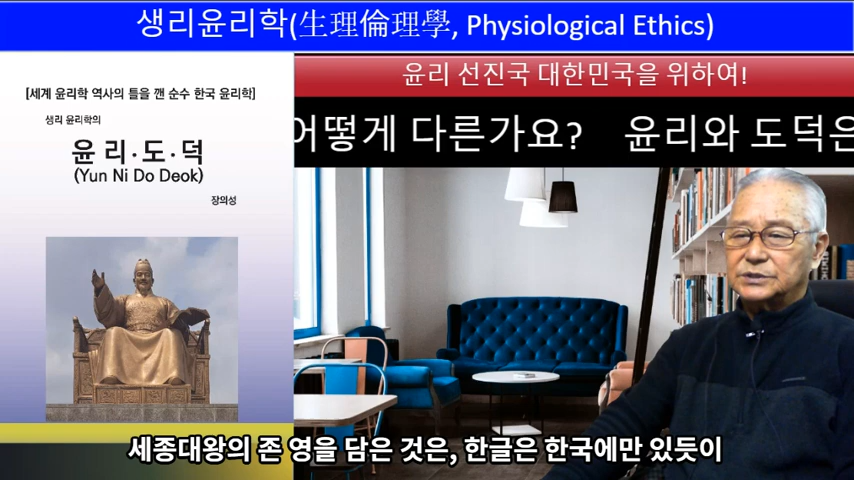 생리윤리학(生理倫理學, Physiological Ethics)
윤리 선진국 대한민국을 위하여!
어떻게 다른가요? 윤리와 도덕은
[세계 윤리학 역사의 틀을 깬 순수 한국 윤리학]
생리 윤리학의
윤 리·도·덕
(Yun Ni Do Deok)
장의성
세종대왕의 존 영을 담은 것은, 한글은 한국에만 있듯이